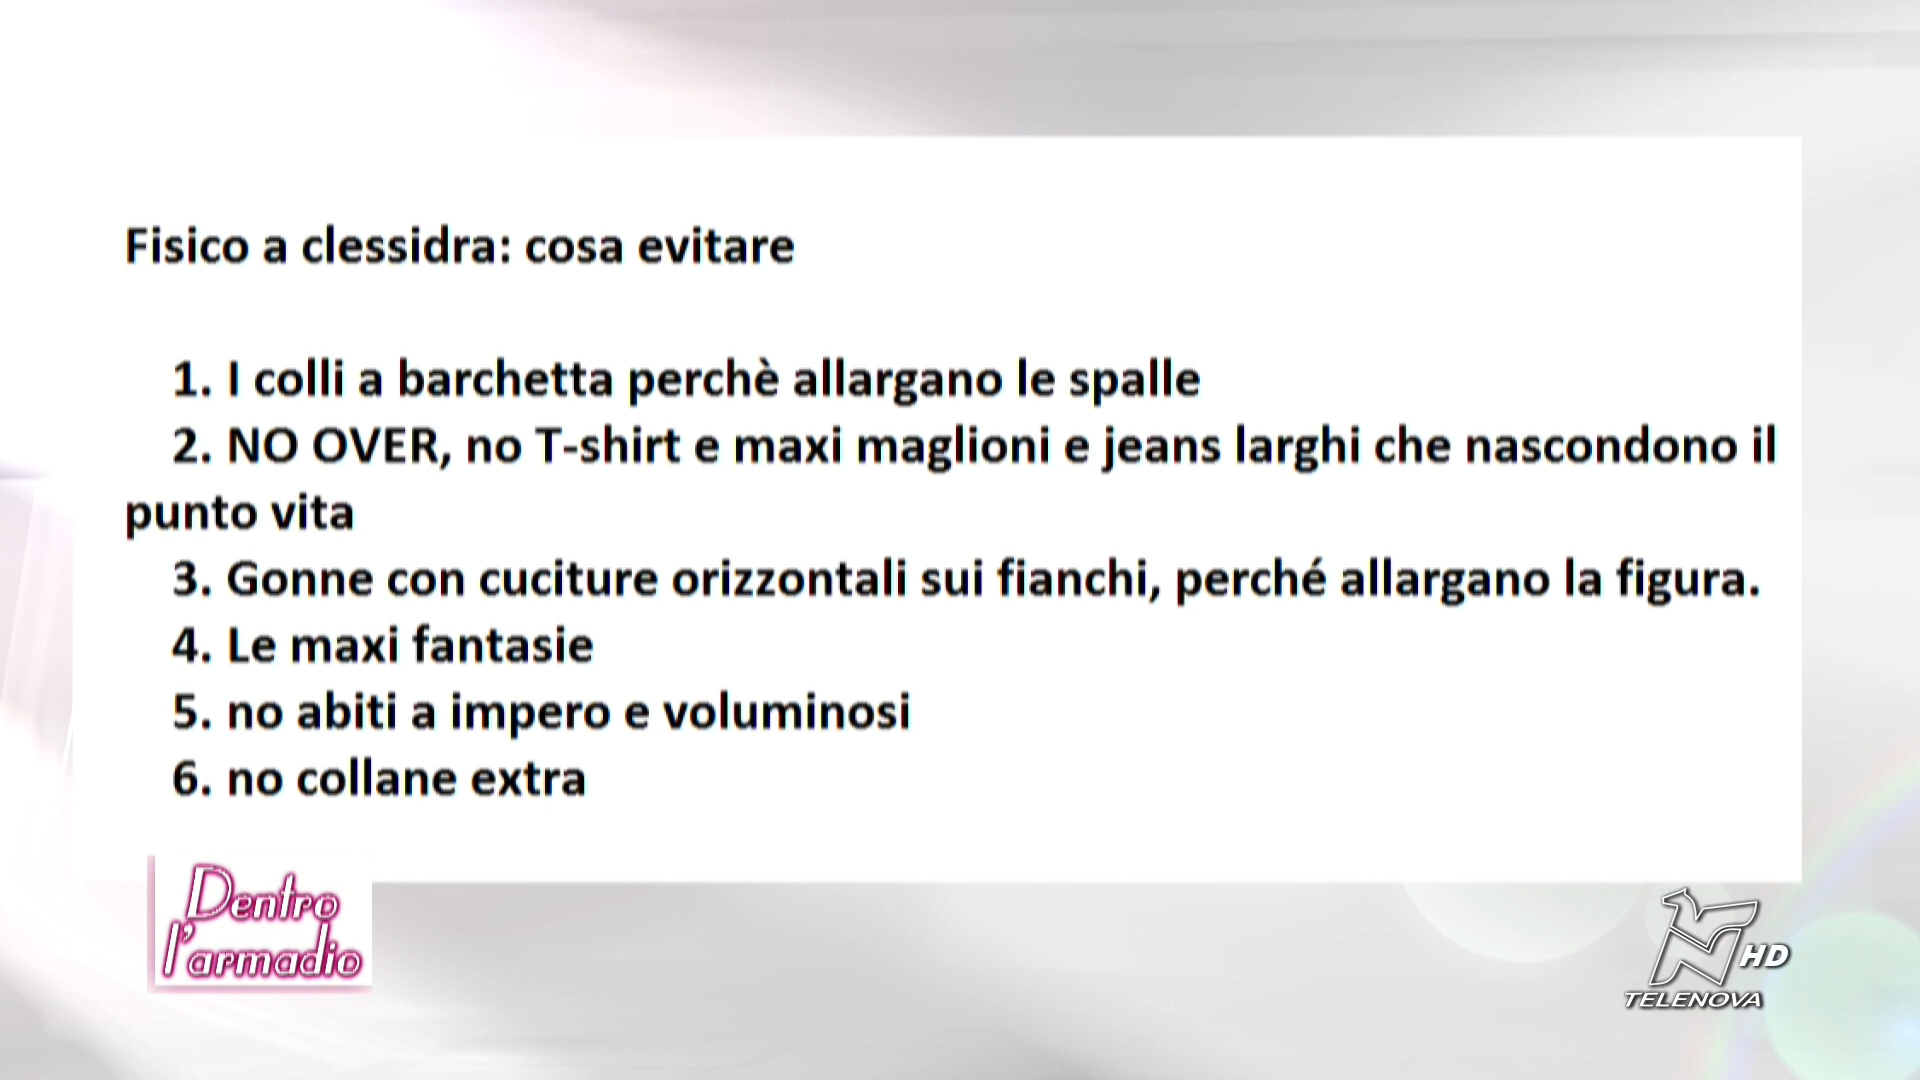 Fisico a clessidra: cosa evitare
1. I colli a barchetta perchè allargano le spalle
2. NO OVER, no T-shirt e maxi maglioni e jeans larghi che nascondono il
punto vita
3. Gonne con cuciture orizzontali sui fianchi, perché allargano la figura.
4. Le maxi fantasie
5. no abiti a impero e voluminosi
6. no collane extra
Dentro
l'armadio
HD
TELENOVA